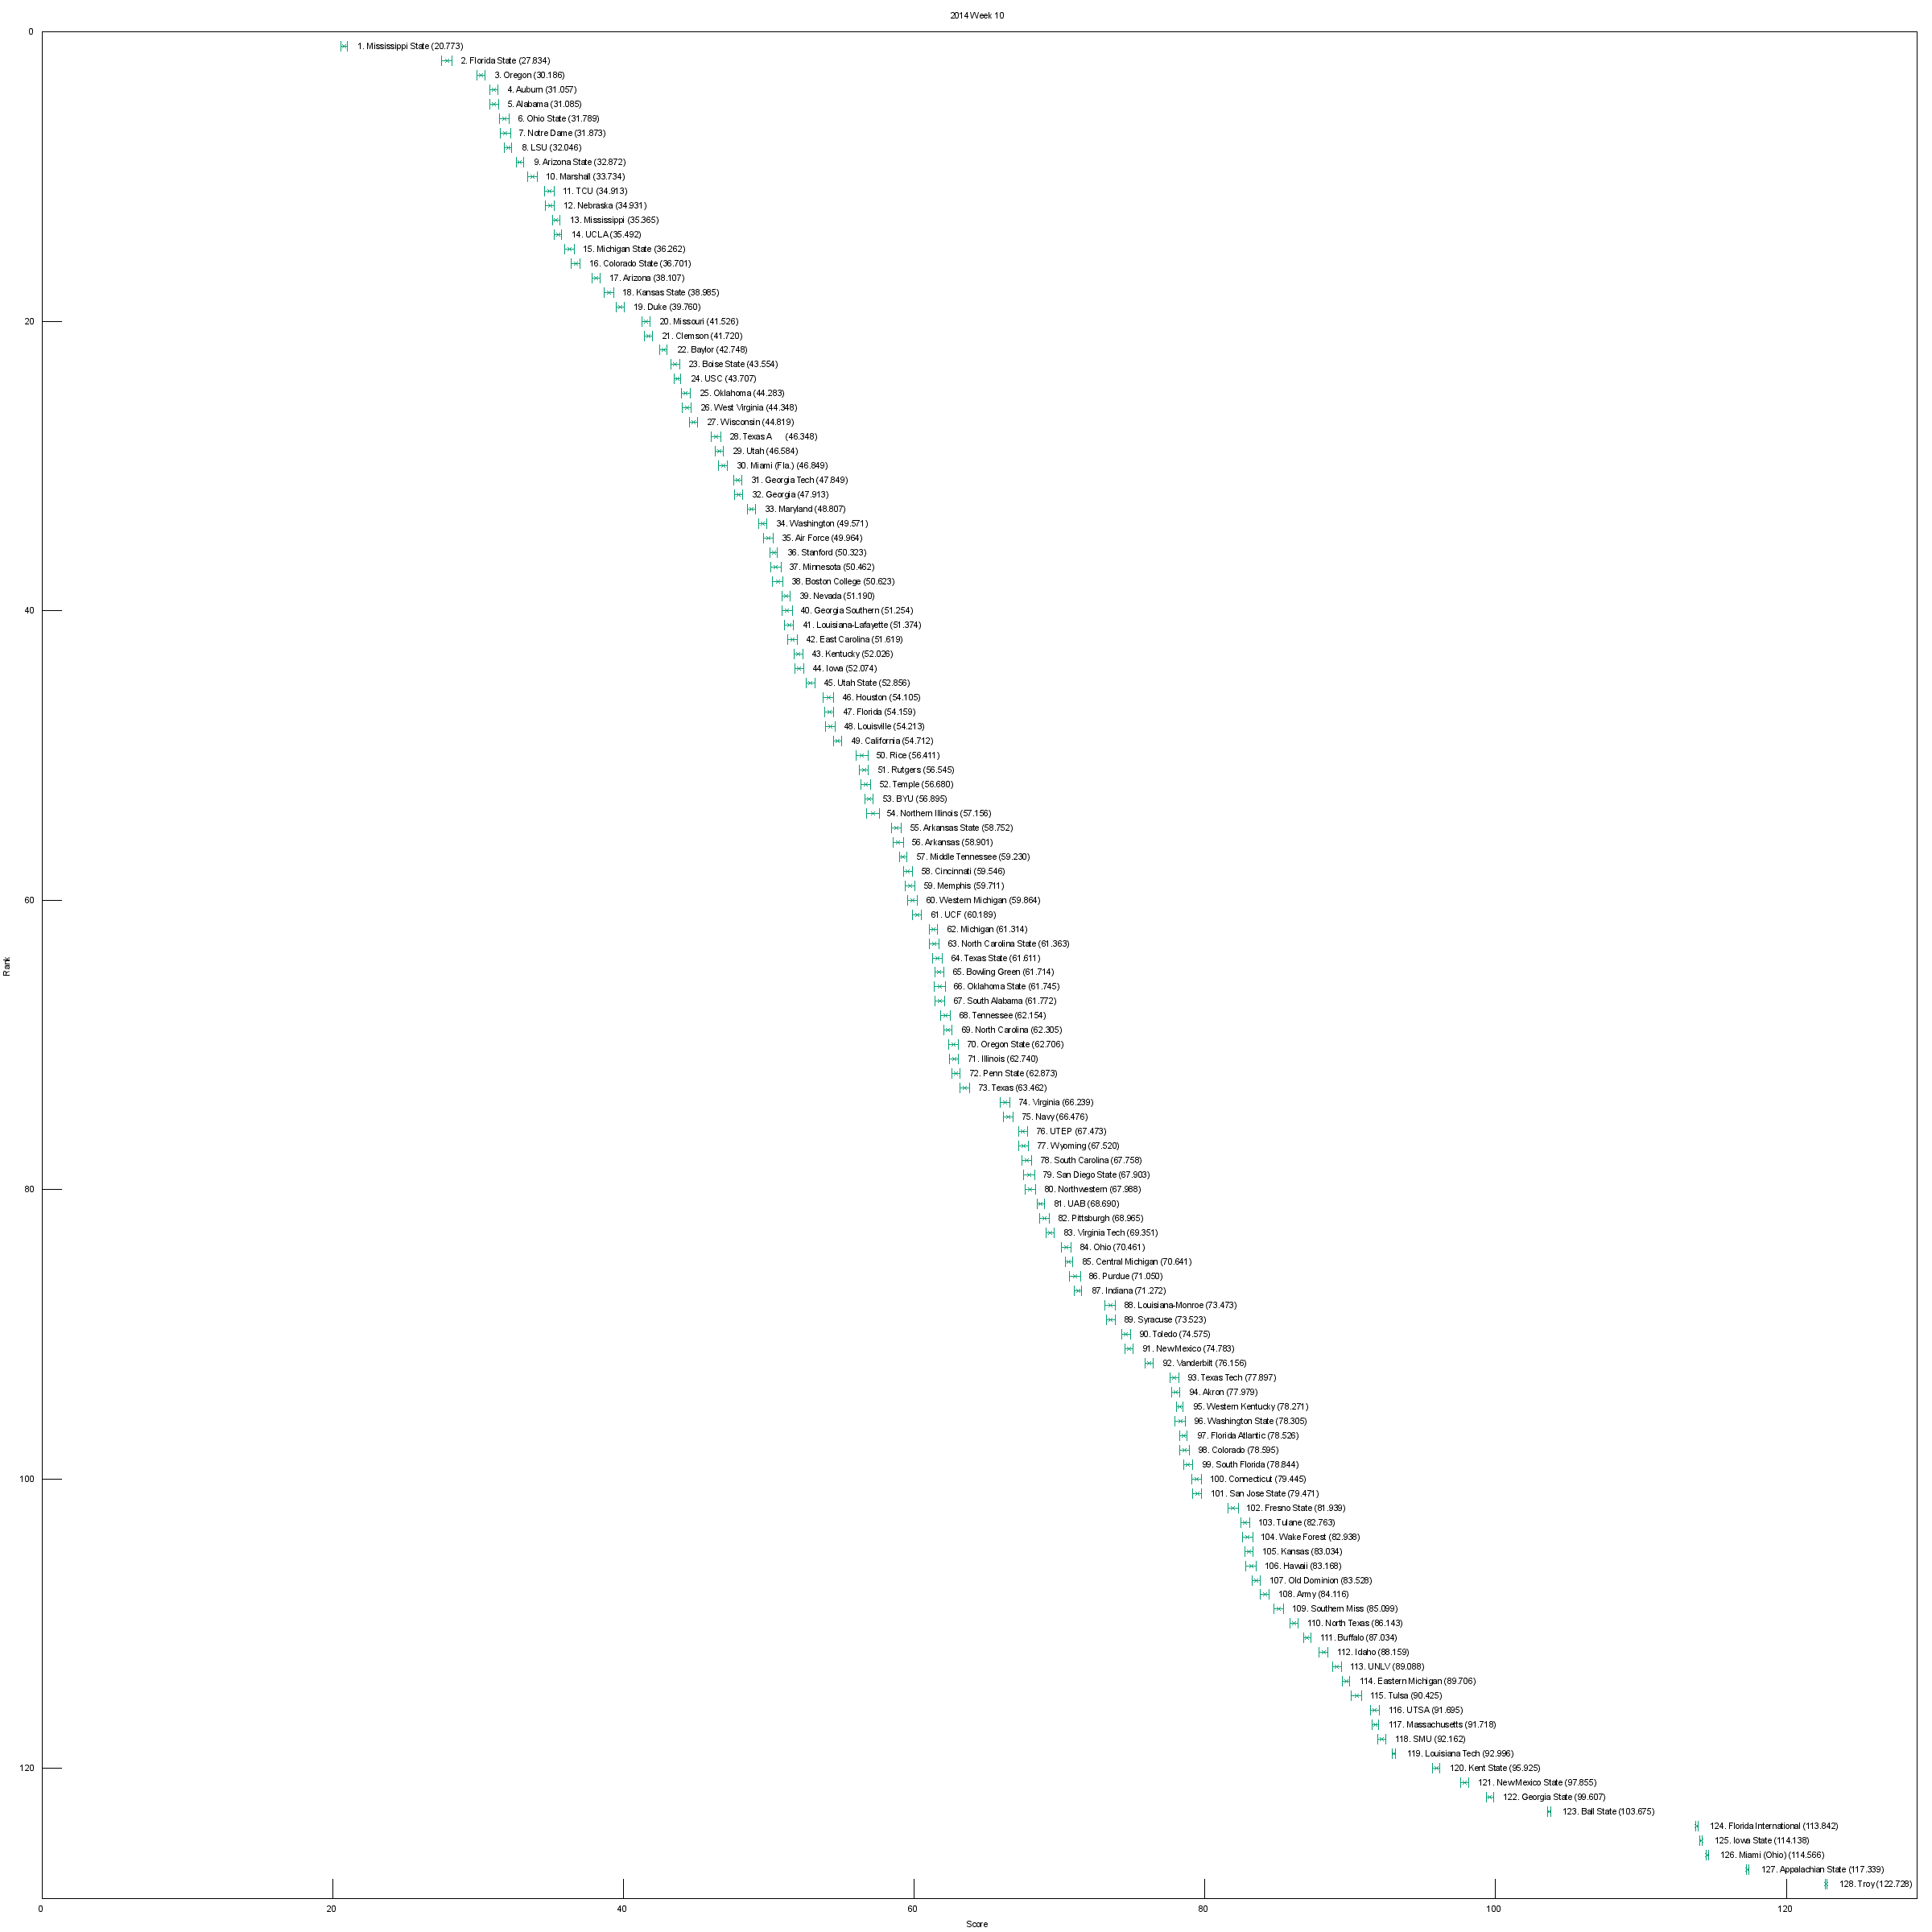 2014 Week 10
0
1. Mississippi State (20.773)
2. Florida State (27.834)
3. Oregon (30.186)
4. Auburn (31.057)
5. Alabama (31.085)
6. Ohio State (31.789)
7. Notre Dame (31.873)
8. LSU (32.046)
9. Arizona State (32.872)
10. Marshall (33.734)
11. TCU (34.913)
12. Nebraska (34.931)
13. Mississippi (35.365)
14. UCLA (35.492)
15. Michigan State (36.262)
16. Colorado State (36.701)
17. Arizona (38.107)
18. Kansas State (38.985)
19. Duke (39.760)
20
20. Missouri (41.526)
21. Clemson (41.720)
22. Baylor (42.748)
23. Boise State (43.554)
24. USC (43.707)
25. Oklahoma (44.283)
26. West Virginia (44.348)
27. Wisconsin (44.819)
28. Texas A (46.348)
29. Utah (46.584)
30. Miami (Fla.) (46.849)
31. Georgia Tech (47.849)
32. Georgia (47.913)
33. Maryland (48.807)
34. Washington (49.571)
35. Air Force (49.964)
36. Stanford (50.323)
37. Minnesota (50.462)
38. Boston College (50.623)
39. Nevada (51.190)
40
40. Georgia Southern (51.254)
41. Louisiana-Lafayette (51.374)
42. East Carolina (51.619)
43. Kentucky (52.026)
44. Iowa (52.074)
45. Utah State (52.856)
46. Houston (54.105)
47. Florida (54.159)
48. Louisville (54.213)
49. California (54.712)
50. Rice (56.411)
51. Rutgers (56.545)
52. Temple (56.680)
53. BYU (56.895)
54. Northern Illinois (57.156)
55. Arkansas State (58.752)
56. Arkansas (58.901)
57. Middle Tennessee (59.230)
58. Cincinnati (59.546)
59. Memphis (59.711)
60
60. Western Michigan (59.864)
61. UCF (60.189)
62. Michigan (61.314)
63. North Carolina State (61.363)
64. Texas State (61.611)
Rank
65. Bowling Green (61.714)
66. Oklahoma State (61.745)
67. South Alabama (61.772)
68. Tennessee (62.154)
69. North Carolina (62.305)
70. Oregon State (62.706)
71. Illinois (62.740)
72. Penn State (62.873)
73. Texas (63.462)
74. Virginia (66.239)
75. Navy (66.476)
76. UTEP (67.473)
77. Wyoming (67.520)
78. South Carolina (67.758)
79. San Diego State (67.903)
80
80. Northwestern (67.988)
81. UAB (68.690)
82. Pittsburgh (68.965)
83. Virginia Tech (69.351)
84. Ohio (70.461)
85. Central Michigan (70.641)
86. Purdue (71.050)
87. Indiana (71.272)
88. Louisiana-Monroe (73.473)
89. Syracuse (73.523)
90. Toledo (74.575)
91. New Mexico (74.783)
92. Vanderbilt (76.156)
93. Texas Tech (77.897)
94. Akron (77.979)
95. Western Kentucky (78.271)
96. Washington State (78.305)
97. Florida Atlantic (78.526)
98. Colorado (78.595)
99. South Florida (78.844)
100
100. Connecticut (79.445)
101. San Jose State (79.471)
102. Fresno State (81.939)
103. Tulane (82.763)
104. Wake Forest (82.938)
105. Kansas (83.034)
106. Hawaii (83.168)
107. Old Dominion (83.528)
108. Army (84.116)
109. Southern Miss (85.099)
110. North Texas (86.143)
111. Buffalo (87.034)
112. Idaho (88.159)
113. UNLV (89.088)
114. Eastern Michigan (89.706)
115. Tulsa (90.425)
116. UTSA (91.695)
117. Massachusetts (91.718)
118. SMU (92.162)
119. Louisiana Tech (92.996)
120
120. Kent State (95.925)
121. New Mexico State (97.855)
122. Georgia State (99.607)
123. Ball State (103.675)
124. Florida International (113.842)
125. Iowa State (114.138)
126. Miami (Ohio) (114.566)
127. Appalachian State (117.339)
128. Troy (122.728)
0 20 40 60 80 100 120
Score